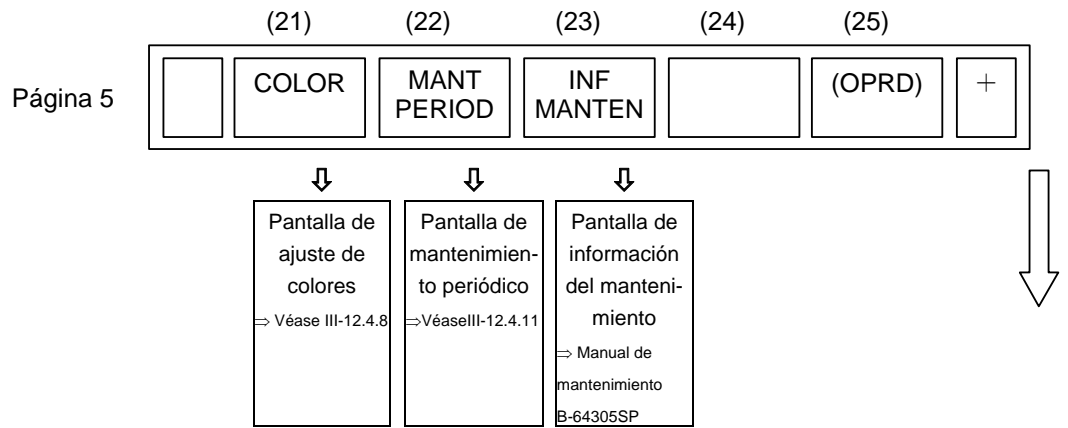 (21) (22) (23) (24) (25)
Página 5
COLOR
MANT
PERIOD
INF
MANTEN
(OPRD)
+
Pantalla de
ajuste de
colores
⇒ Véase III-12.4.8
Pantalla de
mantenimien-
to periódico
⇒VéaseIII-12.4.11
Pantalla de
información
del manteni-
miento
⇒ Manual de
mantenimiento
B-64305SP